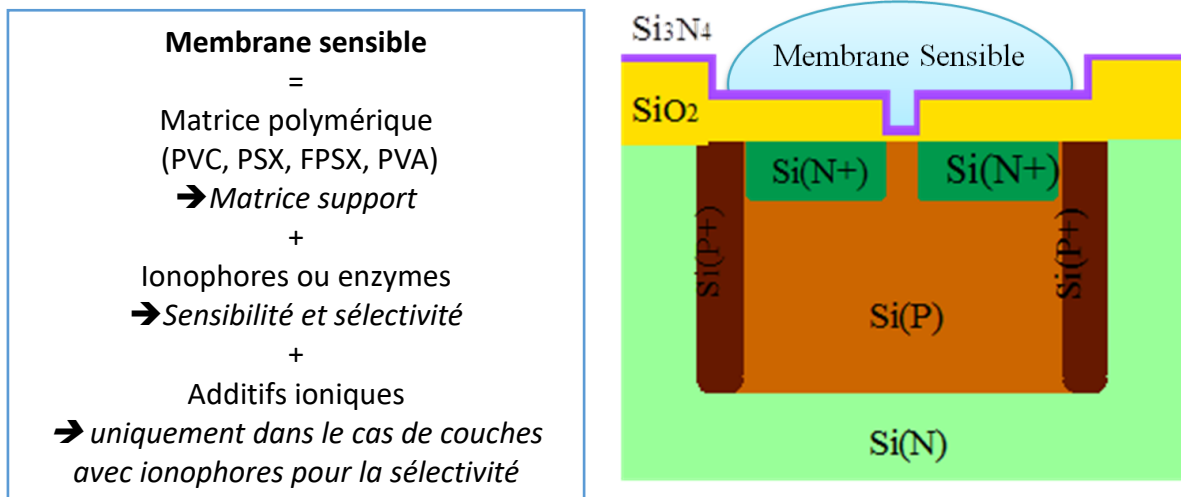 Membrane sensible
=
Matrice polymérique
(PVC, PSX, FPSX, PVA)
➔ Matrice support
+
Ionophores ou enzymes
➔ Sensibilité et sélectivité
+
Additifs ioniques
➔ uniquement dans le cas de couches
avec ionophores pour la sélectivité
Si3N4
Membrane Sensible
SiO2
Si(N+)
Si(N+)
Si(P+)
Si(P+)
Si(P)
Si(N)